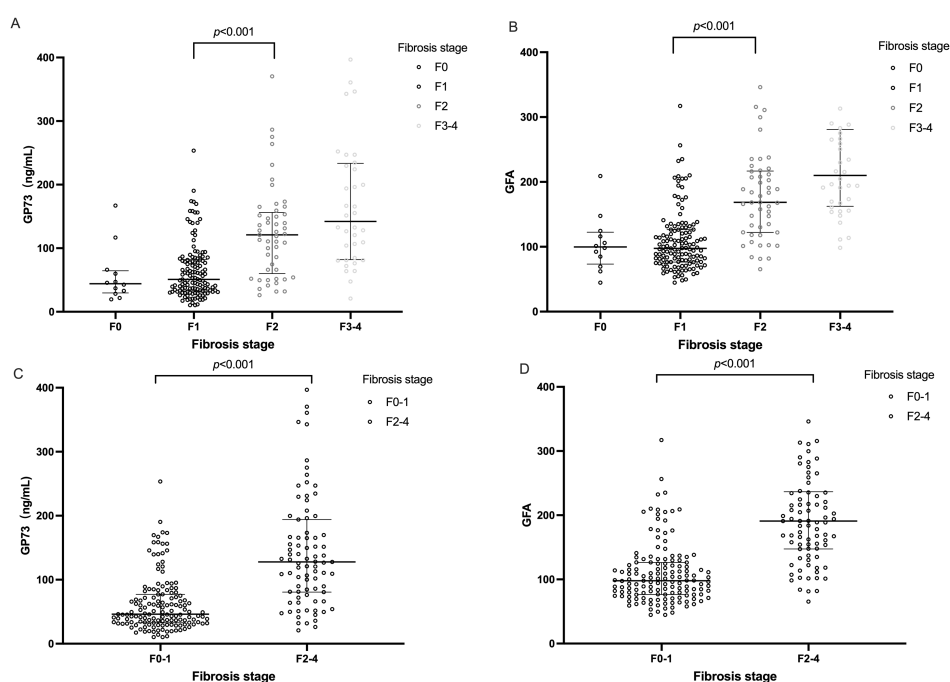 A
p<0.001
Fibrosis stage
F0
F1
F2
F3-4
GP73 (ng/mL)
400
300
200
100
0
F0 F1 F2 F3-4
Fibrosis stage
B
p<0.001
Fibrosis stage
F0
F1
F2
F3-4
GFA
400
300
200
100
0
F0 F1 F2 F3-4
Fibrosis stage
C
p<0.001
Fibrosis stage
F0-1
F2-4
GP73 (ng/mL)
400
300
200
100
0
F0-1 F2-4
Fibrosis stage
D
p<0.001
Fibrosis stage
F0-1
F2-4
GFA
400
300
200
100
0
F0-1 F2-4
Fibrosis stage